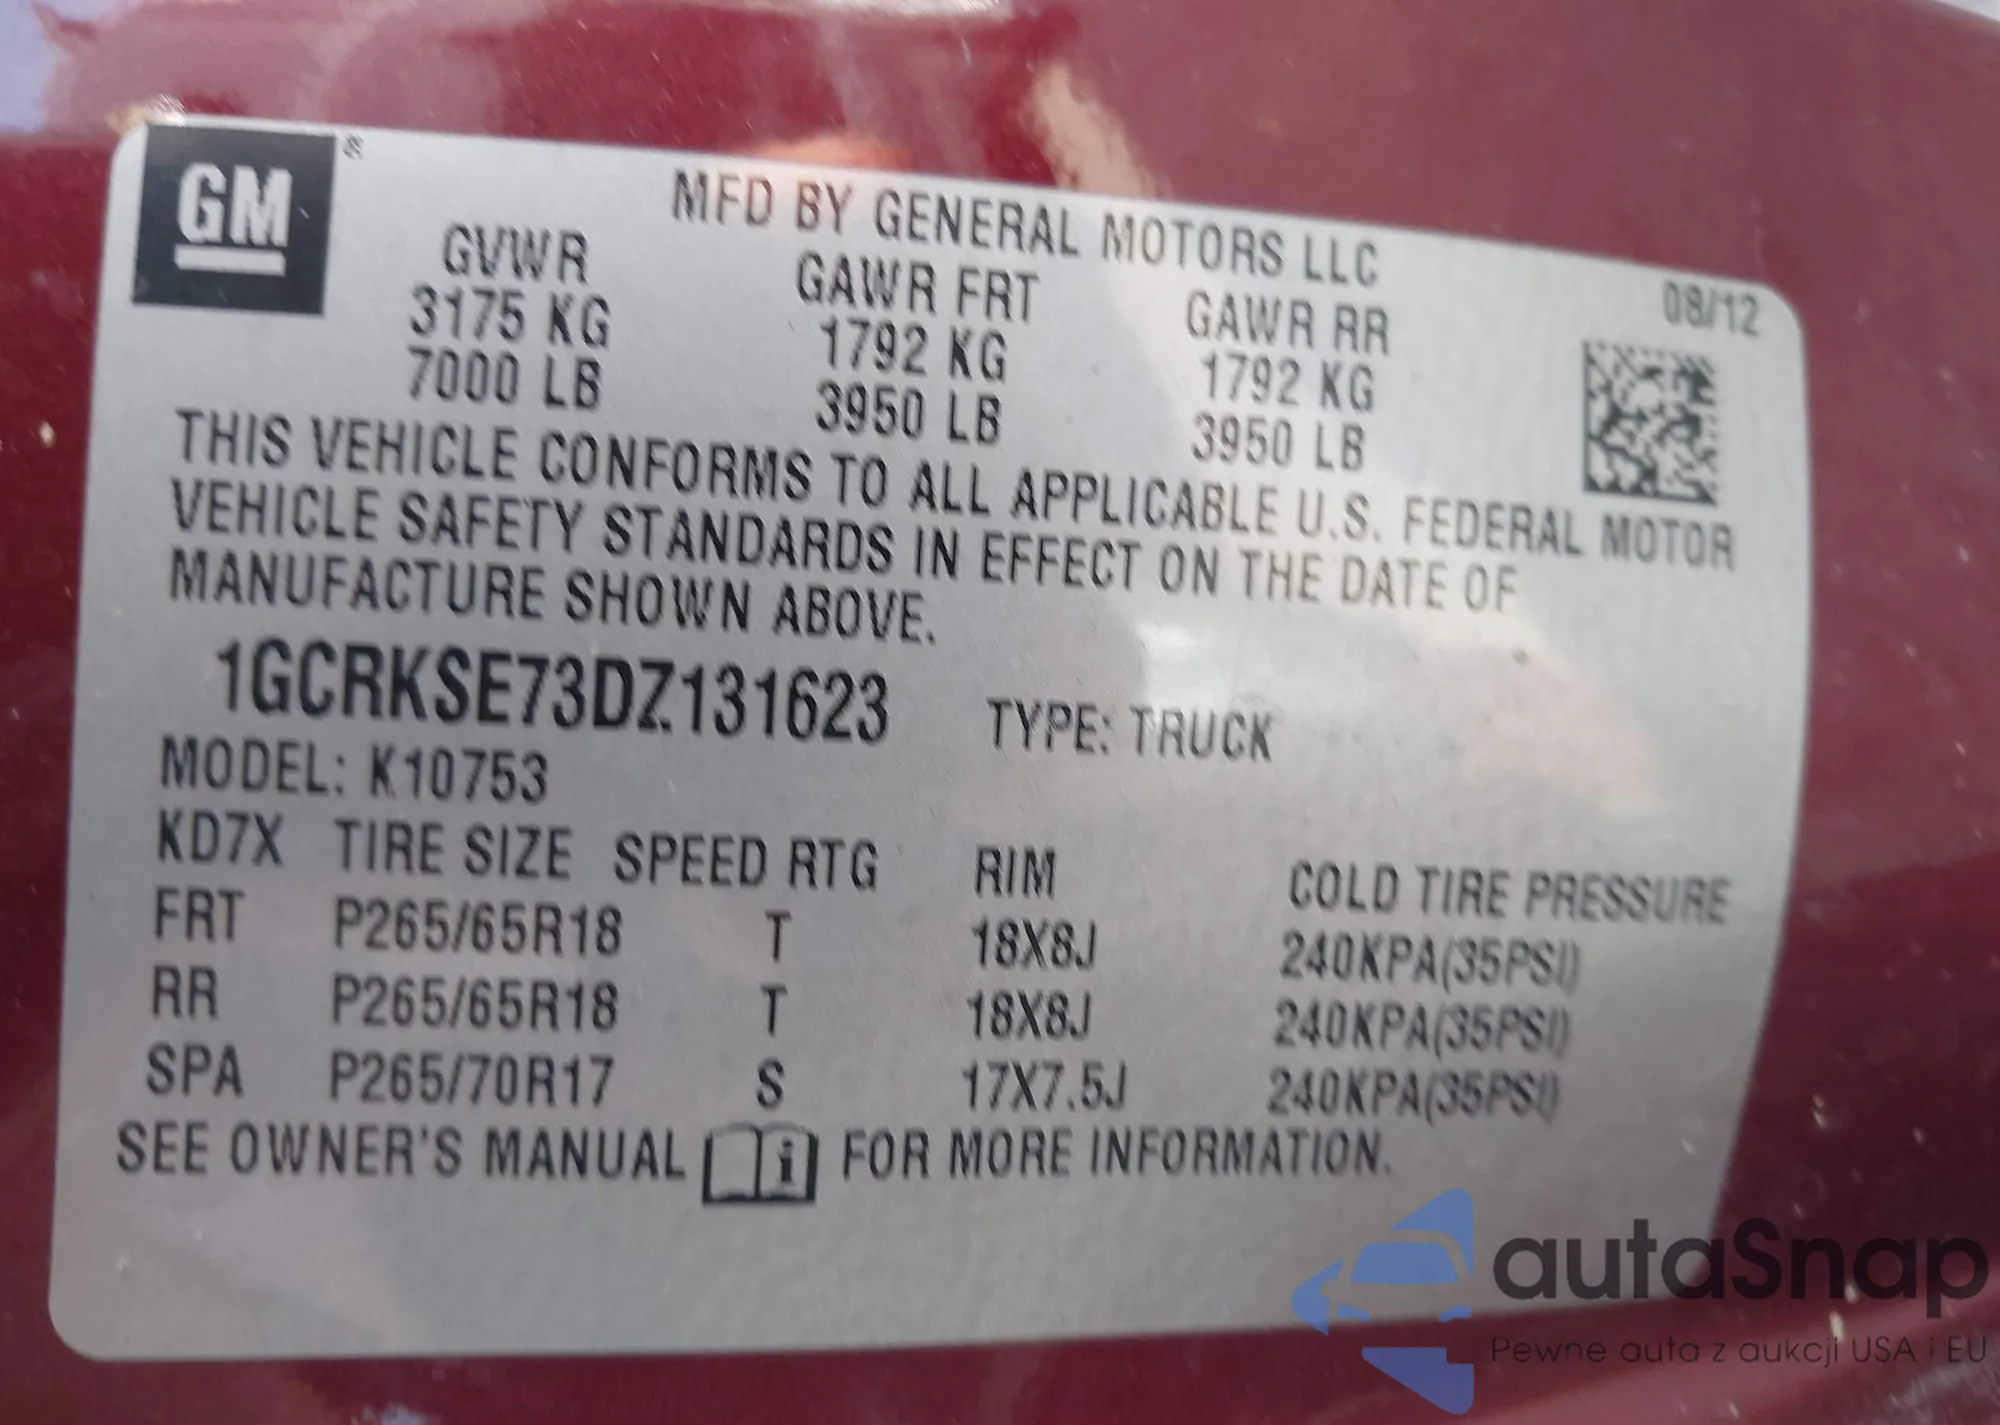 GM ®
MFD BY GENERAL MOTORS LLC
08/12
GVWR GAWR FRT GAWR RR
3175 KG 1792 KG 1792 KG
7000 LB 3950 LB 3950 LB
THIS VEHICLE CONFORMS TO ALL APPLICABLE U.S. FEDERAL MOTOR
VEHICLE SAFETY STANDARDS IN EFFECT ON THE DATE OF
MANUFACTURE SHOWN ABOVE.
1GCRKSE73DZ131623 TYPE: TRUCK
MODEL: K10753
KD7X TIRE SIZE SPEED RTG RIM COLD TIRE PRESSURE
FRT P265/65R18 T 18X8J 240KPA(35PSI)
RR P265/65R18 T 18X8J 240KPA(35PSI)
SPA P265/70R17 S 17X7.5J 240KPA(35PSI)
SEE OWNER'S MANUAL i FOR MORE INFORMATION.
autaSnap
Pewne auta z aukcji USA i EU